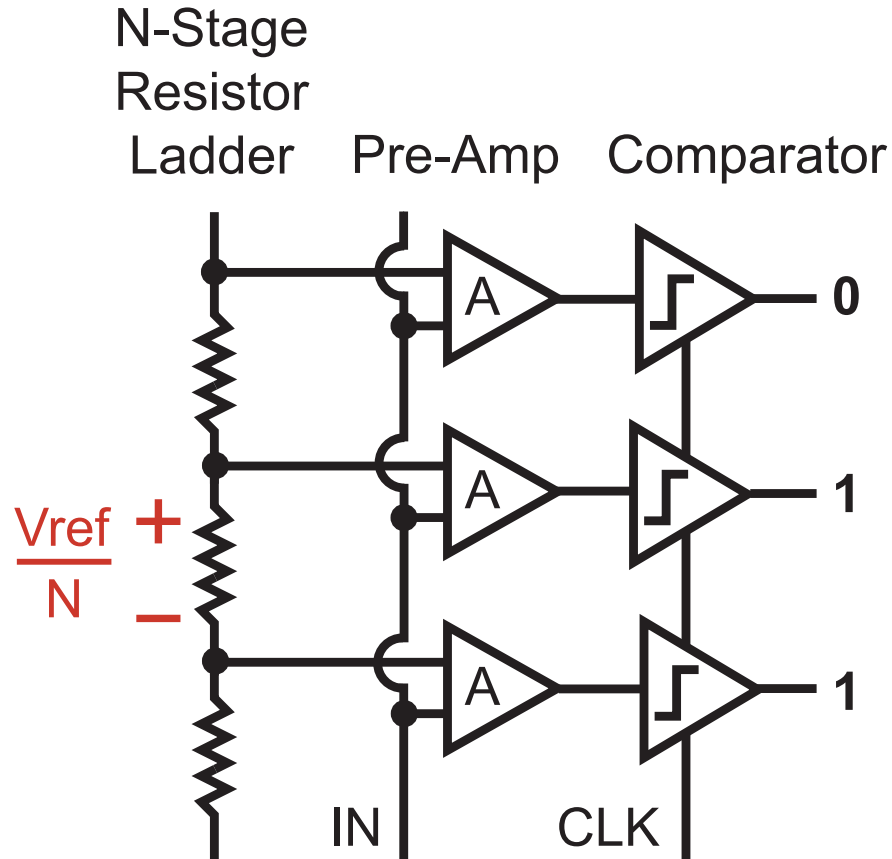 N-Stage
Resistor
Ladder
Pre-Amp
Comparator
A
0
Vref
N
+
−
A
1
A
1
IN
CLK